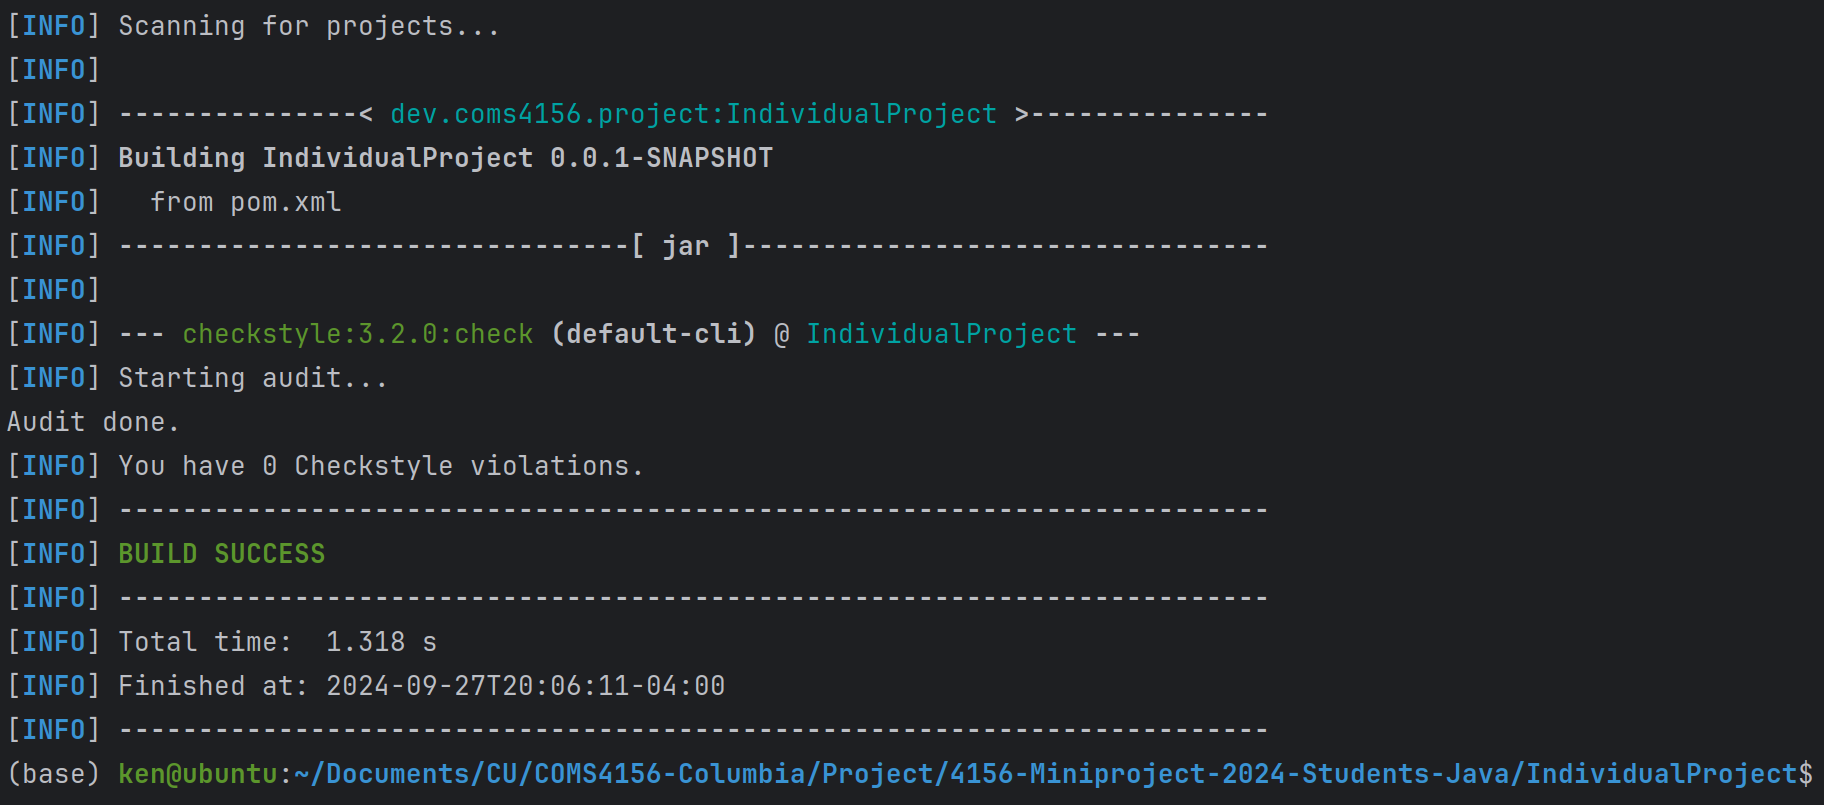 [INFO] Scanning for projects...
[INFO]
[INFO] ---------------< dev.coms4156.project:IndividualProject >---------------
[INFO] Building IndividualProject 0.0.1-SNAPSHOT
[INFO]   from pom.xml
[INFO] --------------------------------[ jar ]---------------------------------
[INFO]
[INFO] --- checkstyle:3.2.0:check (default-cli) @ IndividualProject ---
[INFO] Starting audit...
Audit done.
[INFO] You have 0 Checkstyle violations.
[INFO] ------------------------------------------------------------------------
[INFO] BUILD SUCCESS
[INFO] ------------------------------------------------------------------------
[INFO] Total time:  1.318 s
[INFO] Finished at: 2024-09-27T20:06:11-04:00
[INFO] ------------------------------------------------------------------------
(base) ken@ubuntu:~/Documents/CU/COMS4156-Columbia/Project/4156-Miniproject-2024-Students-Java/IndividualProject$